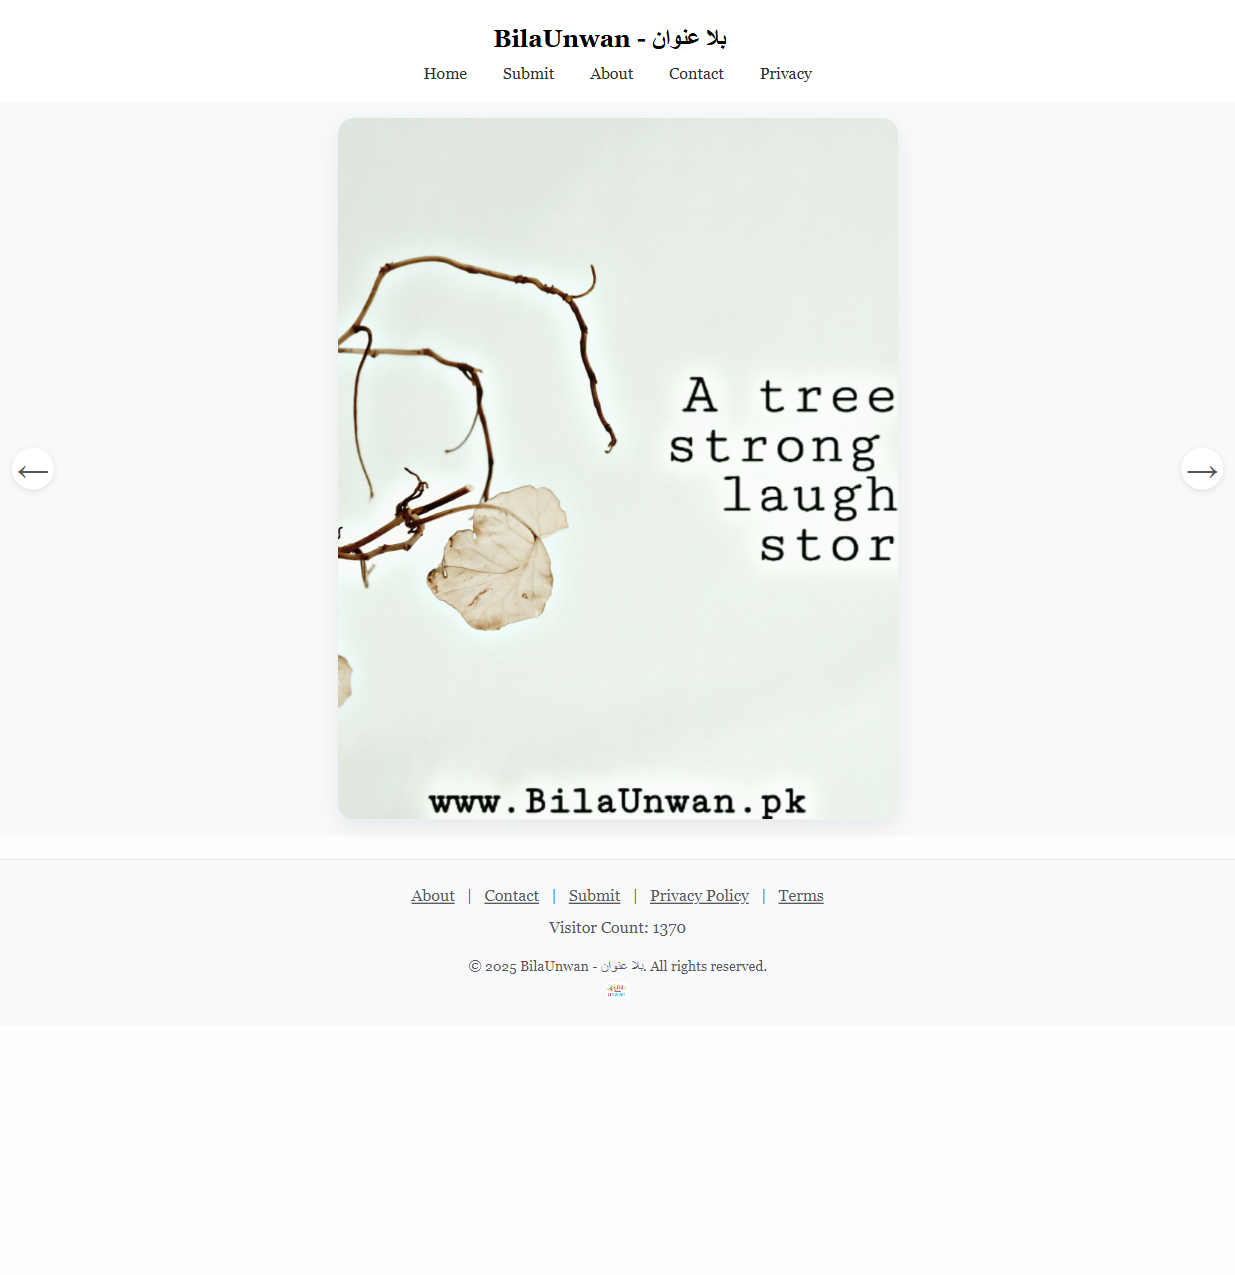 BilaUnwan - بلا عنوان
Home Submit About Contact Privacy
A tree
strong
laugh
stor
www.BilaUnwan.pk
← →
About | Contact | Submit | Privacy Policy | Terms
Visitor Count: 1370
© 2025 BilaUnwan - بلا عنوان. All rights reserved.